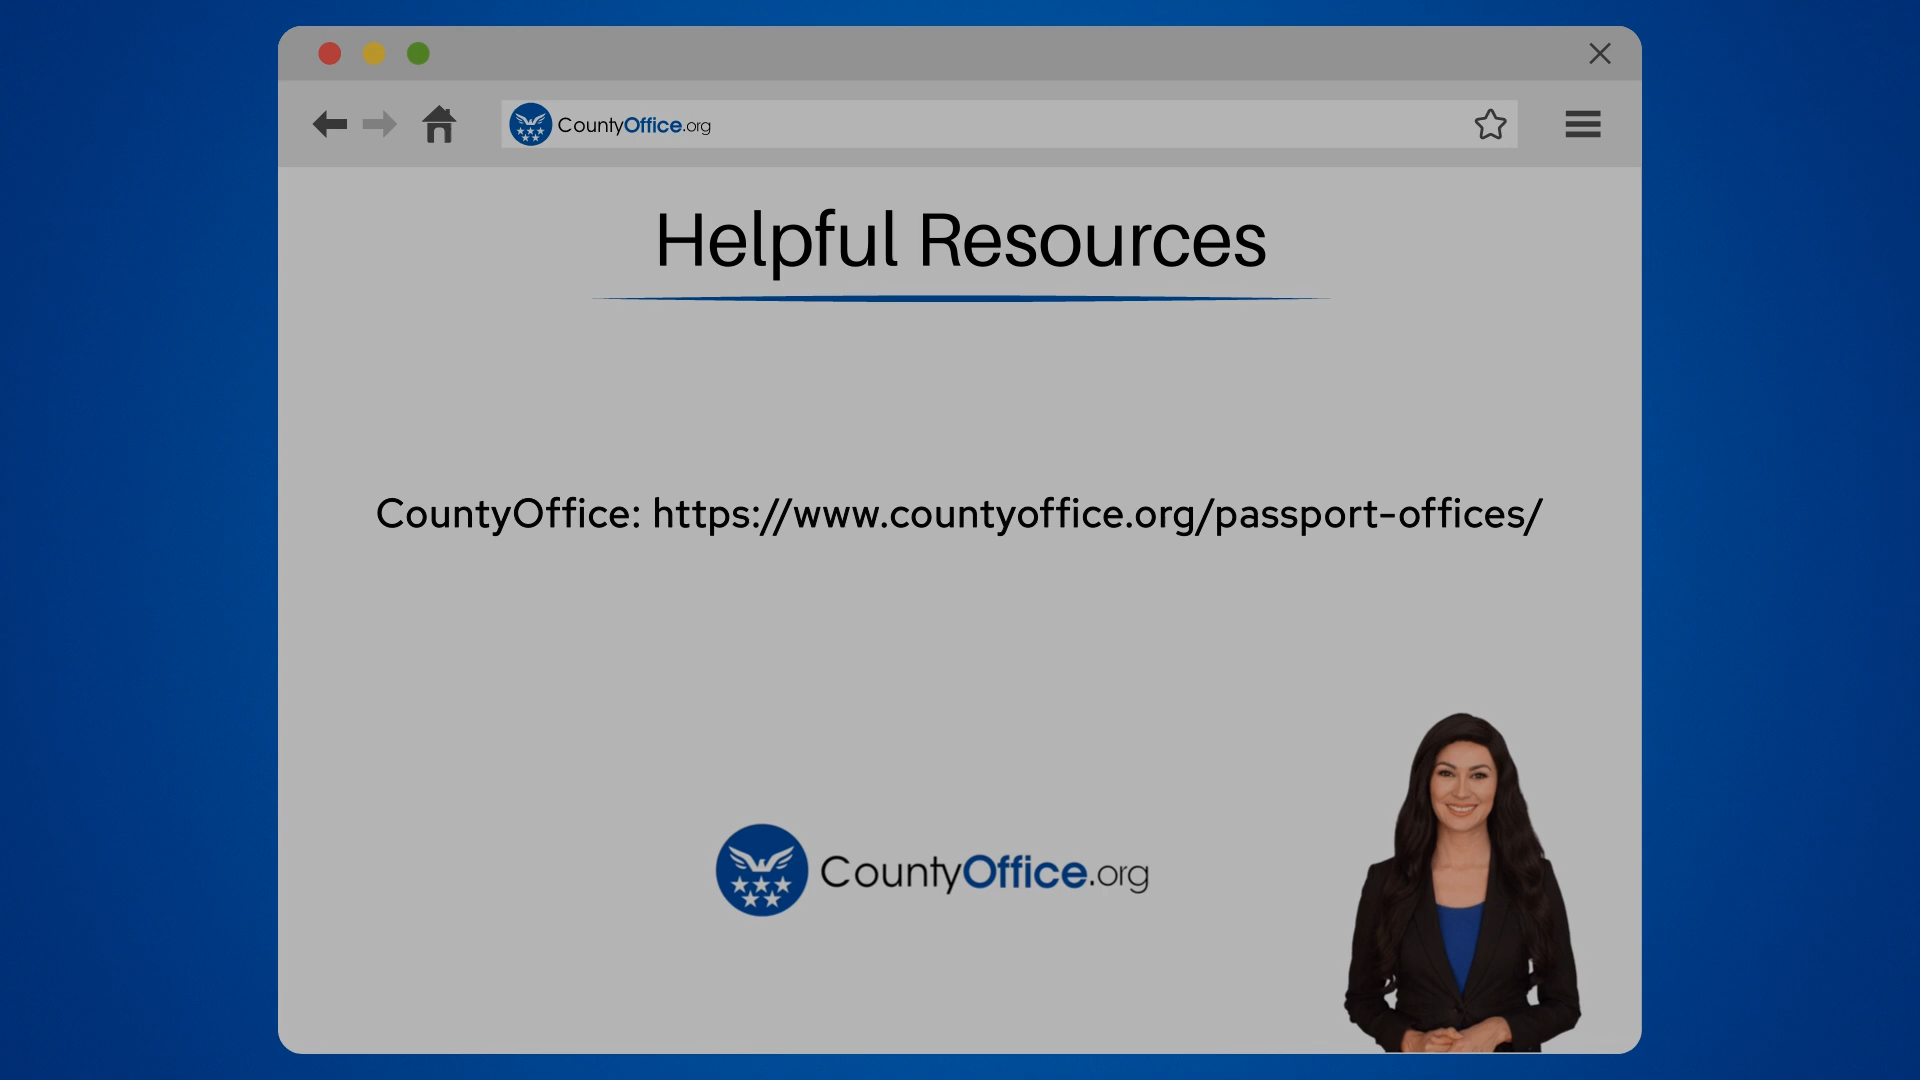 CountyOffice.org
Helpful Resources
CountyOffice: https://www.countyoffice.org/passport-offices/
CountyOffice.org